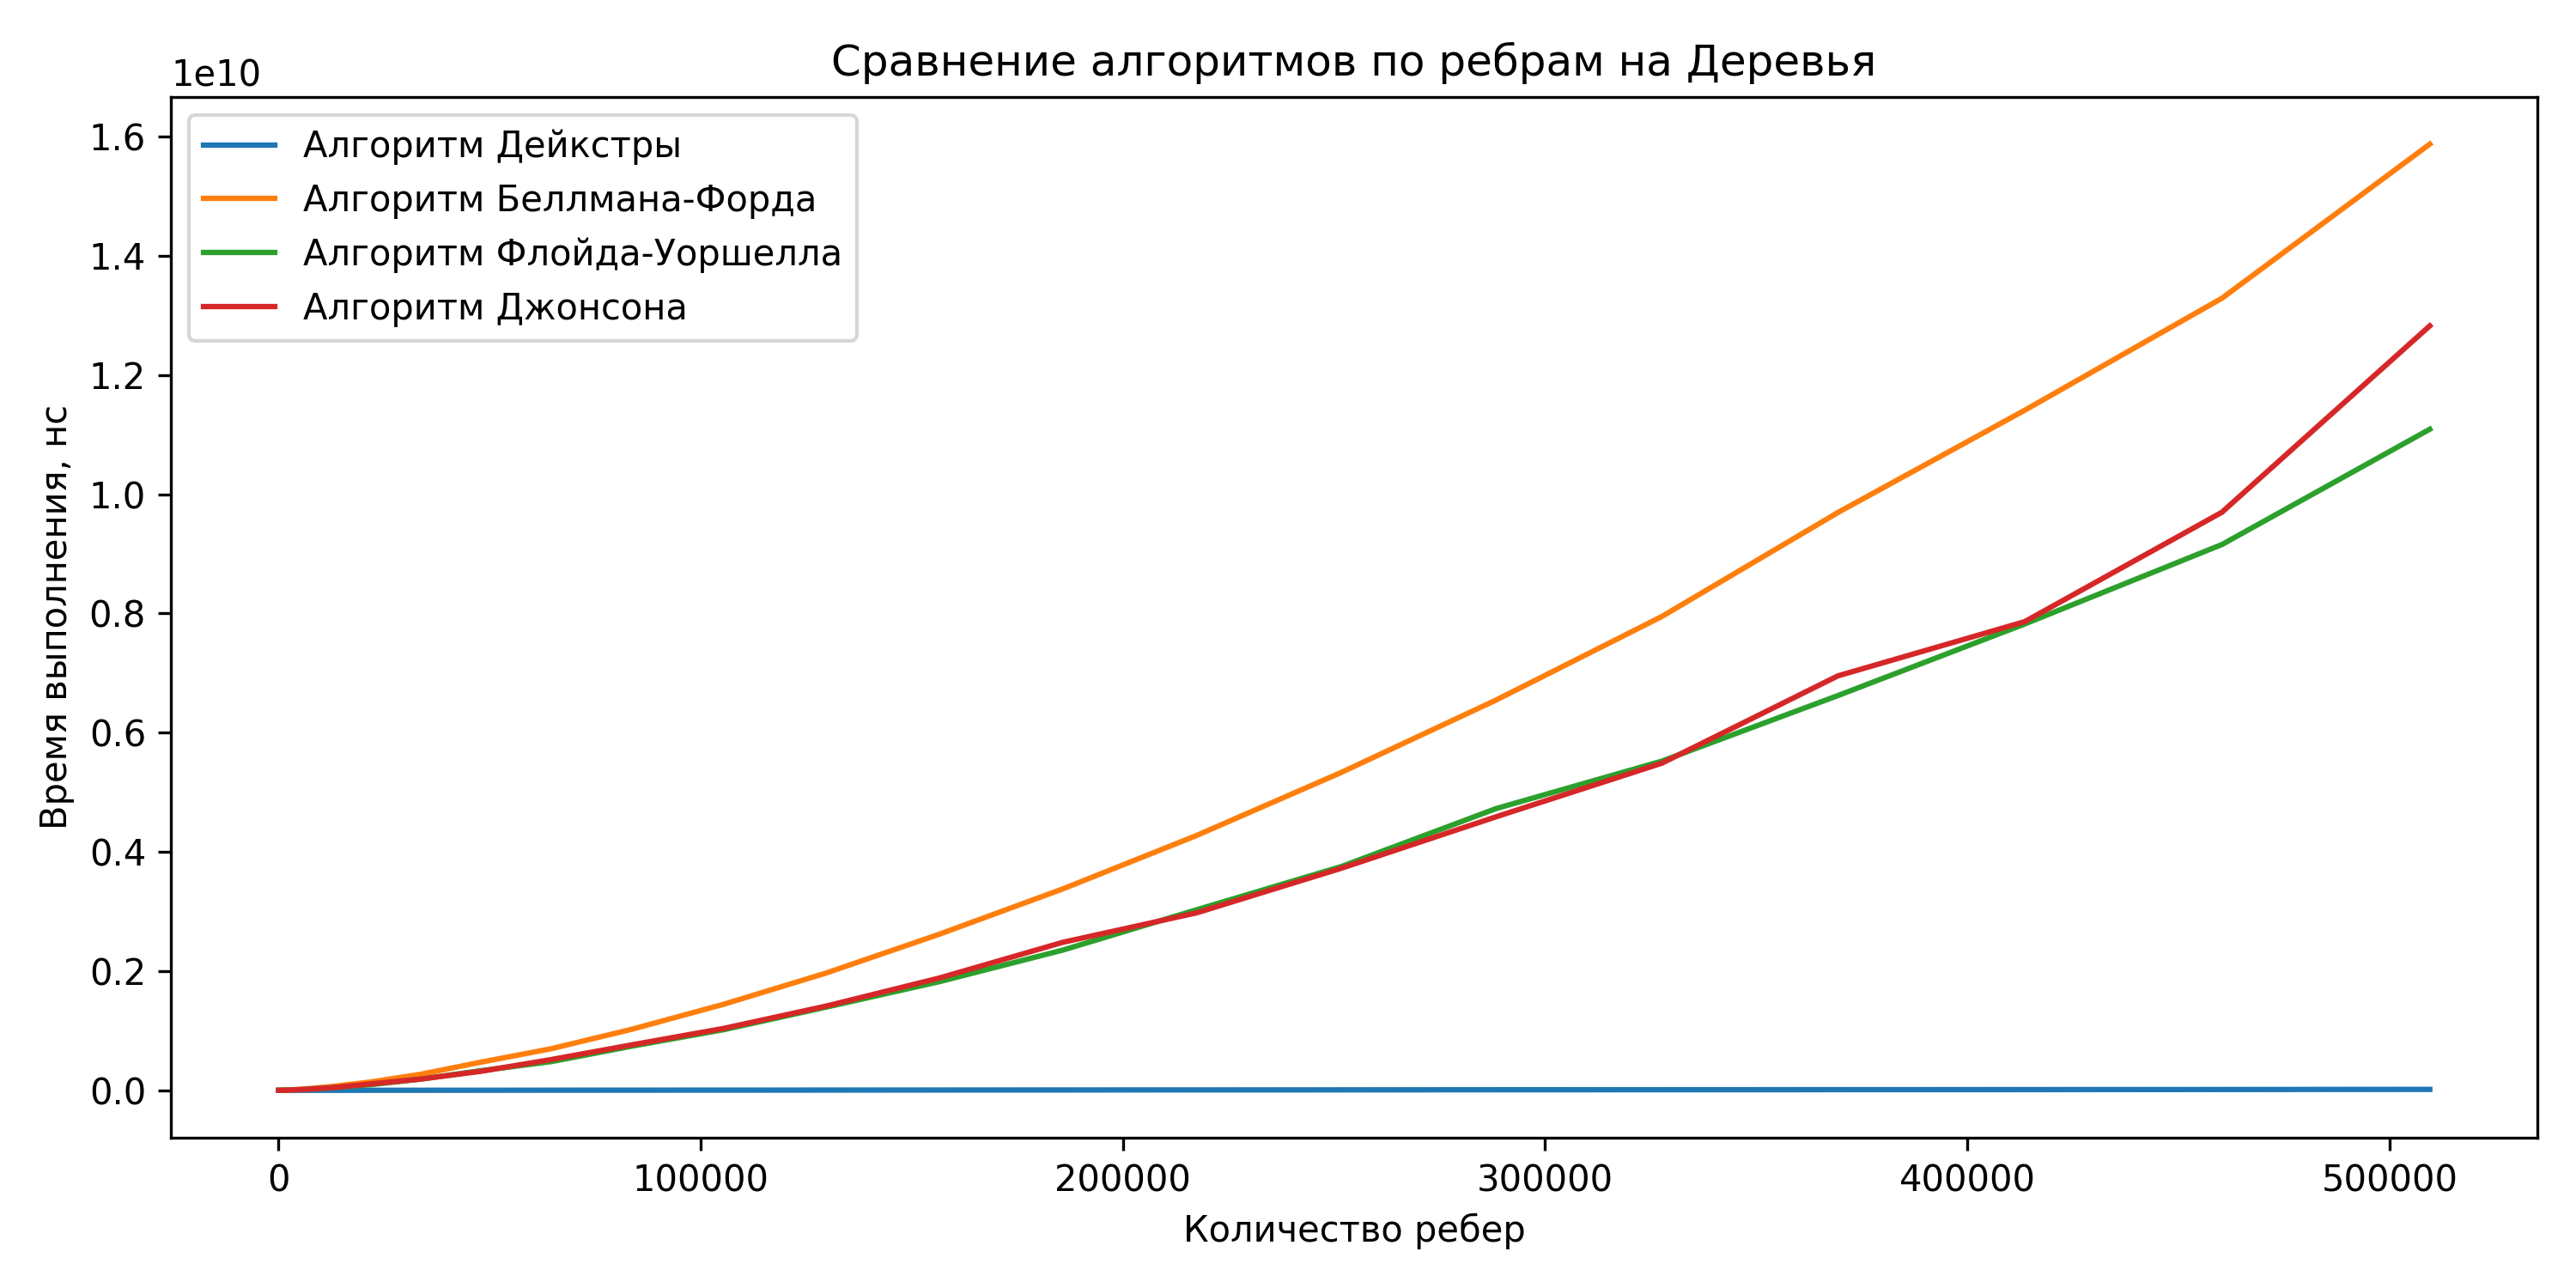 Сравнение алгоритмов по ребрам на Деревья
1e10
Алгоритм Дейкстры
Алгоритм Беллмана-Форда
Алгоритм Флойда-Уоршелла
Алгоритм Джонсона
1.6
1.4
1.2
1.0
0.8
0.6
0.4
0.2
0.0
Время выполнения, нс
0 100000 200000 300000 400000 500000
Количество ребер